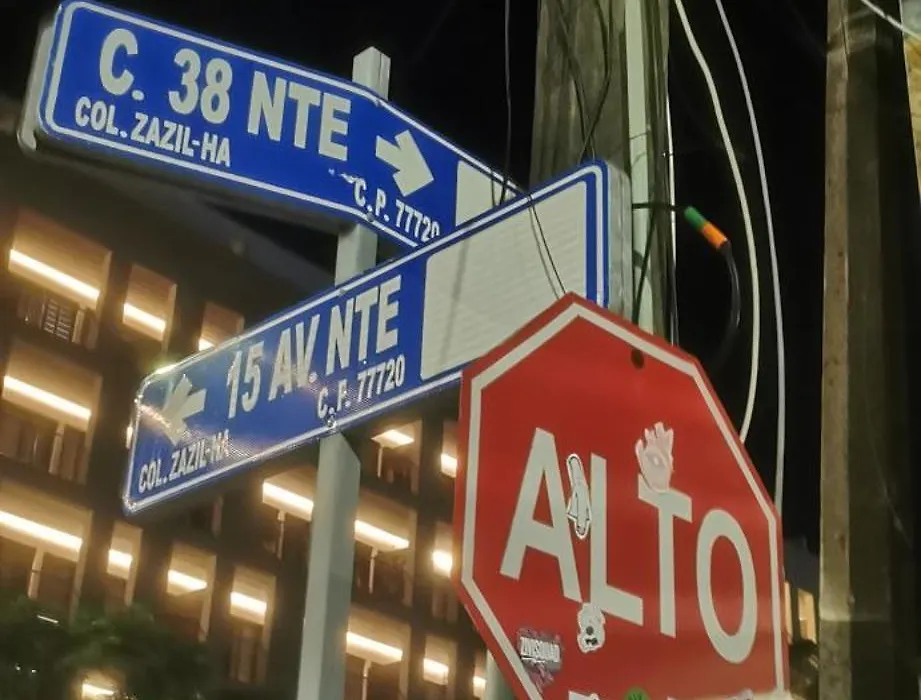 C. 38 NTE
COL. ZAZIL-HA
C.P. 77720
15 AV. NTE
C.P. 77720
COL. ZAZIL-HA
ALTO